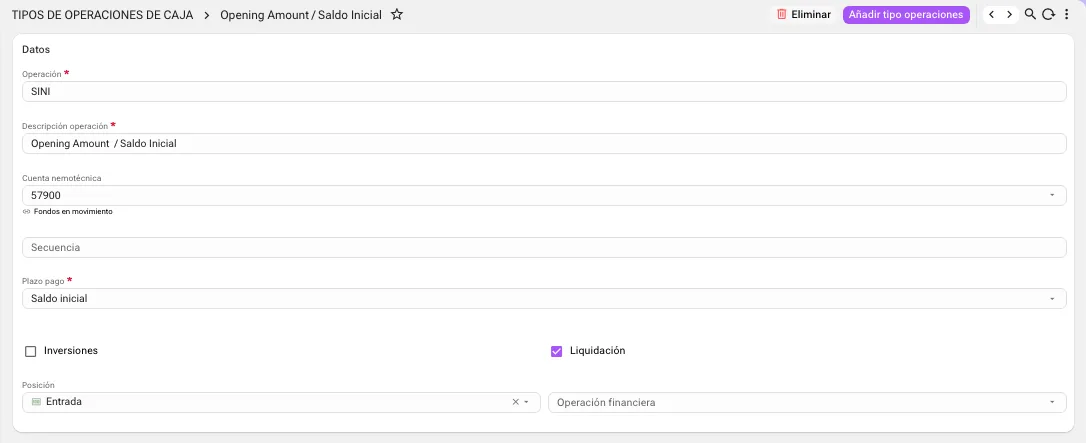 TIPOS DE OPERACIONES DE CAJA > Opening Amount / Saldo Inicial
Eliminar
Añadir tipo operaciones
Datos
Operación *
SINI
Descripción operación *
Opening Amount / Saldo Inicial
Cuenta nemotécnica
57900
Fondos en movimiento
Secuencia
Plazo pago *
Saldo inicial
Inversiones
Liquidación
Posición
Entrada
Operación financiera